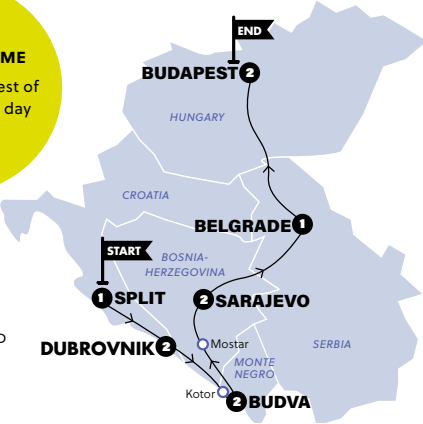 ME
est of
day
END
BUDAPEST 2
HUNGARY
CROATIA
BELGRADE 1
START
BOSNIA-
HERZEGOVINA
1 SPLIT
2 SARAJEVO
DUBROVNIK 2
Mostar
SERBIA
MONTE
NEGRO
Kotor
2 BUDVA